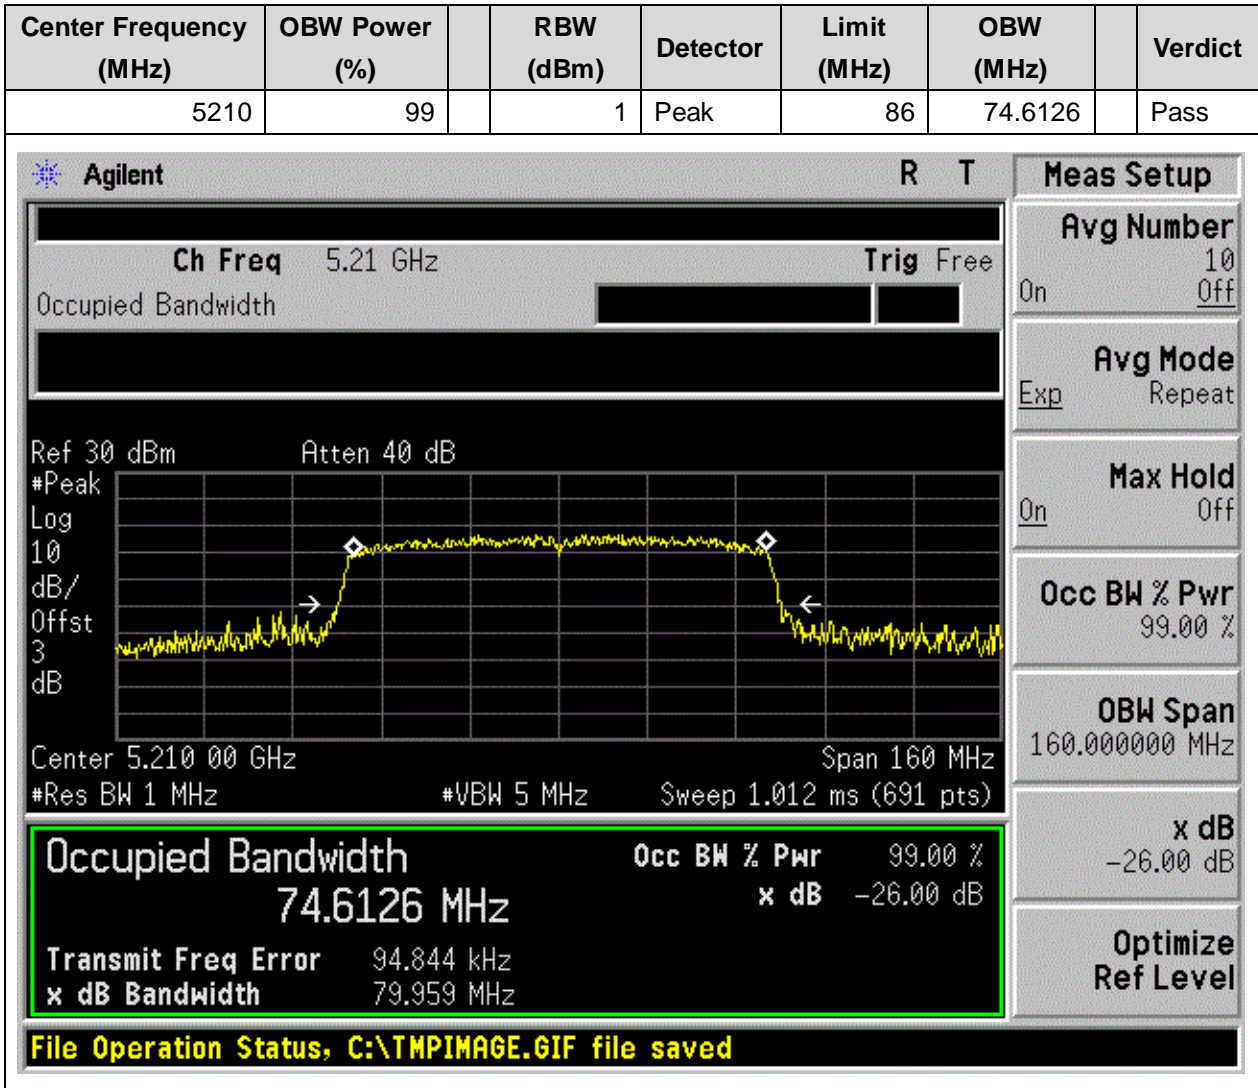 Center Frequency (MHz) OBW Power (%) RBW (dBm) Detector Limit (MHz) OBW (MHz) Verdict
5210 99 1 Peak 86 74.6126 Pass
Agilent R T
Ch Freq 5.21 GHz Trig Free
Occupied Bandwidth
Ref 30 dBm Atten 40 dB
#Peak
Log
10
dB/
Offst
3
dB
Center 5.210 00 GHz Span 160 MHz
#Res BW 1 MHz #VBW 5 MHz Sweep 1.012 ms (691 pts)
Occupied Bandwidth Occ BW % Pwr 99.00 %
74.6126 MHz x dB -26.00 dB
Transmit Freq Error 94.844 kHz
x dB Bandwidth 79.959 MHz
File Operation Status, C:\TMPIMAGE.GIF file saved
Meas Setup
Avg Number
10
On Off
Avg Mode
Exp Repeat
Max Hold
On Off
Occ BW % Pwr
99.00 %
OBW Span
160.000000 MHz
x dB
-26.00 dB
Optimize
Ref Level